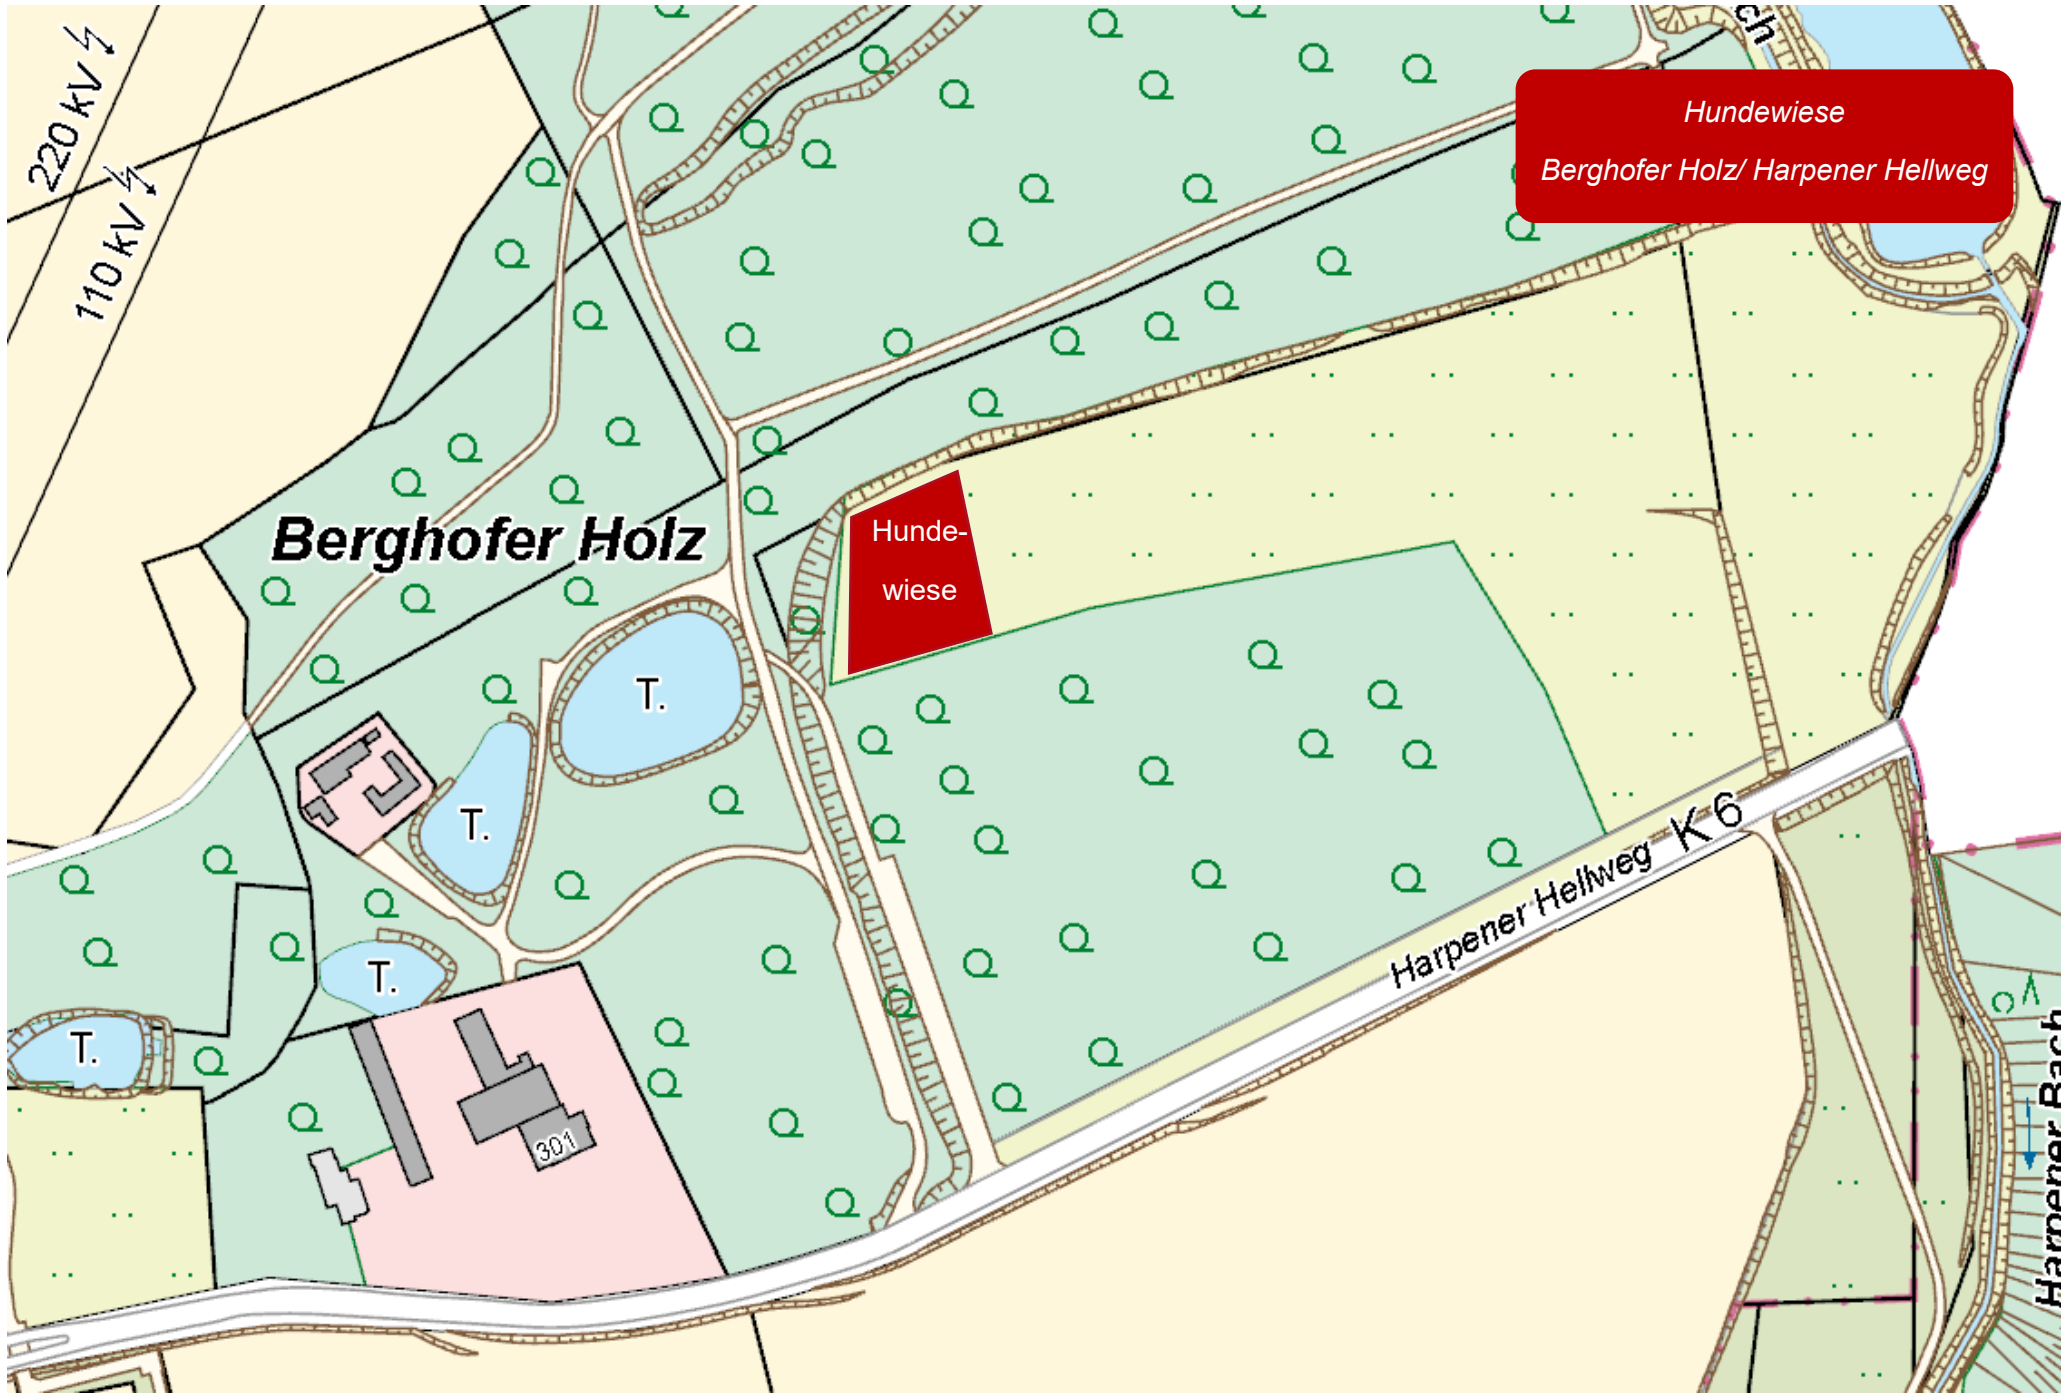 220 kV
110 kV
ch
Hundewiese
Berghofer Holz/ Harpener Hellweg
Hunde-
wiese
Berghofer Holz
T.
T.
T.
T.
301
Harpener Hellweg K 6
Harpener Bach